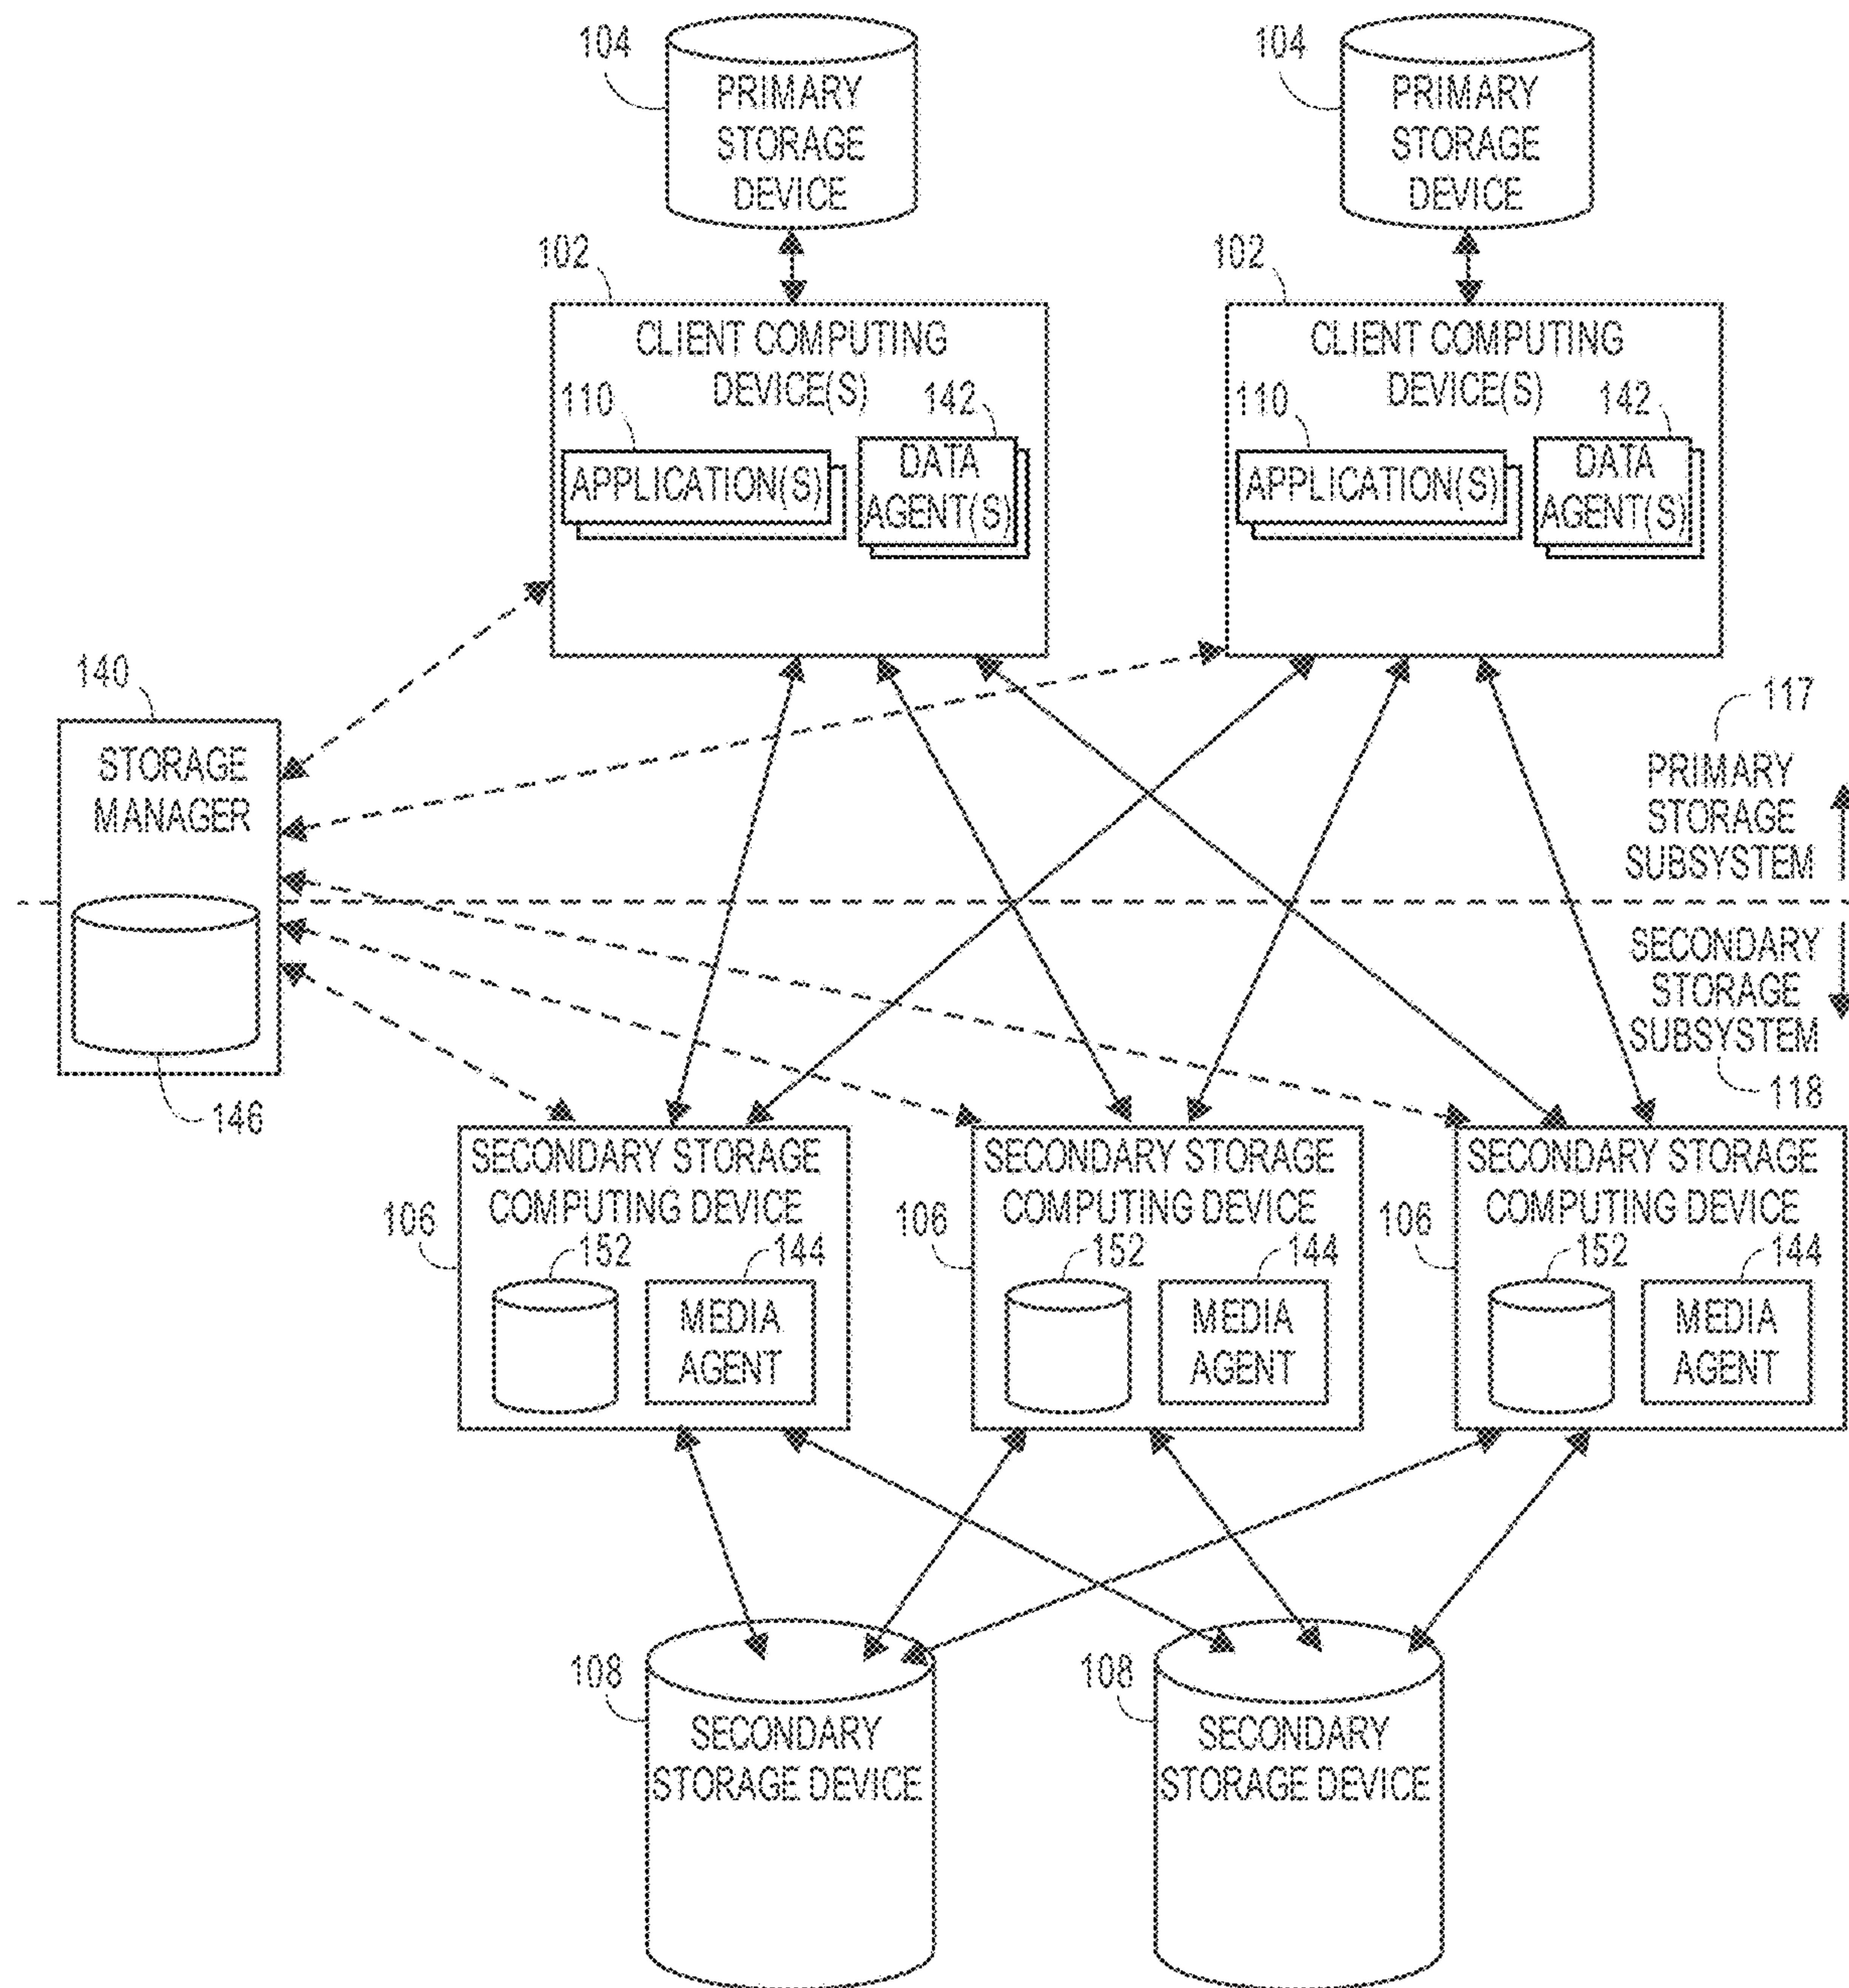 104
PRIMARY
STORAGE
DEVICE
104
PRIMARY
STORAGE
DEVICE
102
CLIENT COMPUTING
DEVICE(S)
110
142
APPLICATION(S)
DATA
AGENT(S)
102
CLIENT COMPUTING
DEVICE(S)
110
142
APPLICATION(S)
DATA
AGENT(S)
140
STORAGE
MANAGER
146
117
PRIMARY
STORAGE
SUBSYSTEM
SECONDARY
STORAGE
SUBSYSTEM
118
106
SECONDARY STORAGE
COMPUTING DEVICE
152
144
MEDIA
AGENT
106
SECONDARY STORAGE
COMPUTING DEVICE
152
144
MEDIA
AGENT
106
SECONDARY STORAGE
COMPUTING DEVICE
152
144
MEDIA
AGENT
108
SECONDARY
STORAGE DEVICE
108
SECONDARY
STORAGE DEVICE